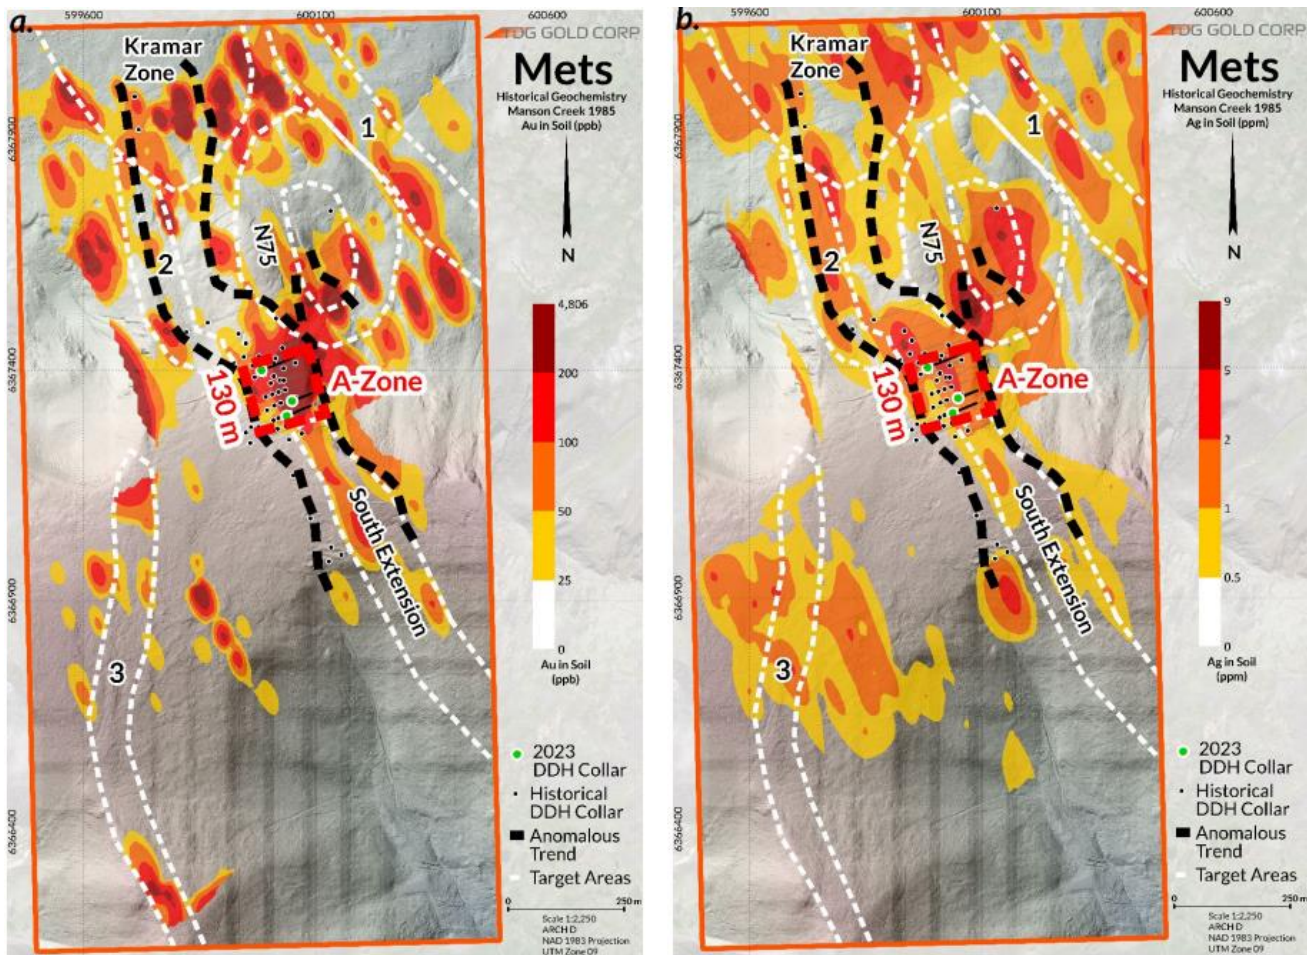 a.
599600
600100
600600
TDG GOLD CORP.
Mets
Historical Geochemistry
Manson Creek 1985
Au in Soil (ppb)
N
Kramar
Zone
1
2
N75
6367900
6367400
6366900
6366400
130 m
A-Zone
South Extension
3
4,806
200
100
50
25
0
Au in Soil
(ppb)
2023
DDH Collar
Historical
DDH Collar
Anomalous
Trend
Target Areas
0
250 m
Scale 1:2,250
ARCH D
NAD 1983 Projection
UTM Zone 09
b.
599600
600100
600600
TDG GOLD CORP.
Mets
Historical Geochemistry
Manson Creek 1985
Ag in Soil (ppm)
N
Kramar
Zone
1
2
N75
6367900
6367400
6366900
6366400
130 m
A-Zone
South Extension
3
9
5
2
1
0.5
0
Ag in Soil
(ppm)
2023
DDH Collar
Historical
DDH Collar
Anomalous
Trend
Target Areas
0
250 m
Scale 1:2,250
ARCH D
NAD 1983 Projection
UTM Zone 09